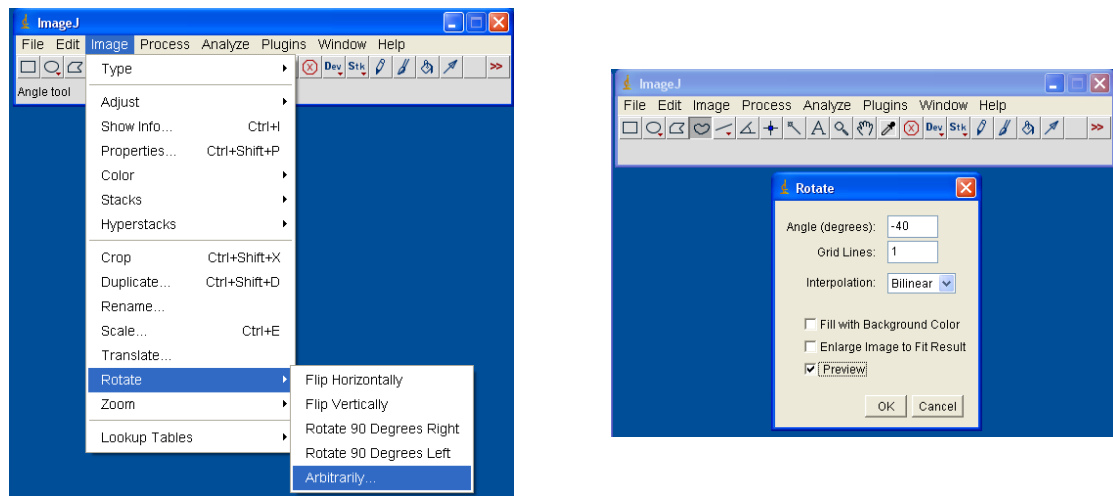 ImageJ
File Edit Image Process Analyze Plugins Window Help
Dev Stk >>
Angle tool
Type
Adjust
Show Info... Ctrl+I
Properties... Ctrl+Shift+P
Color
Stacks
Hyperstacks
Crop Ctrl+Shift+X
Duplicate... Ctrl+Shift+D
Rename...
Scale... Ctrl+E
Translate...
Rotate
Zoom
Lookup Tables
Flip Horizontally
Flip Vertically
Rotate 90 Degrees Right
Rotate 90 Degrees Left
Arbitrarily...
ImageJ
File Edit Image Process Analyze Plugins Window Help
A Dev Stk >>
Rotate
Angle (degrees): -40
Grid Lines: 1
Interpolation: Bilinear
Fill with Background Color
Enlarge Image to Fit Result
Preview
OK Cancel